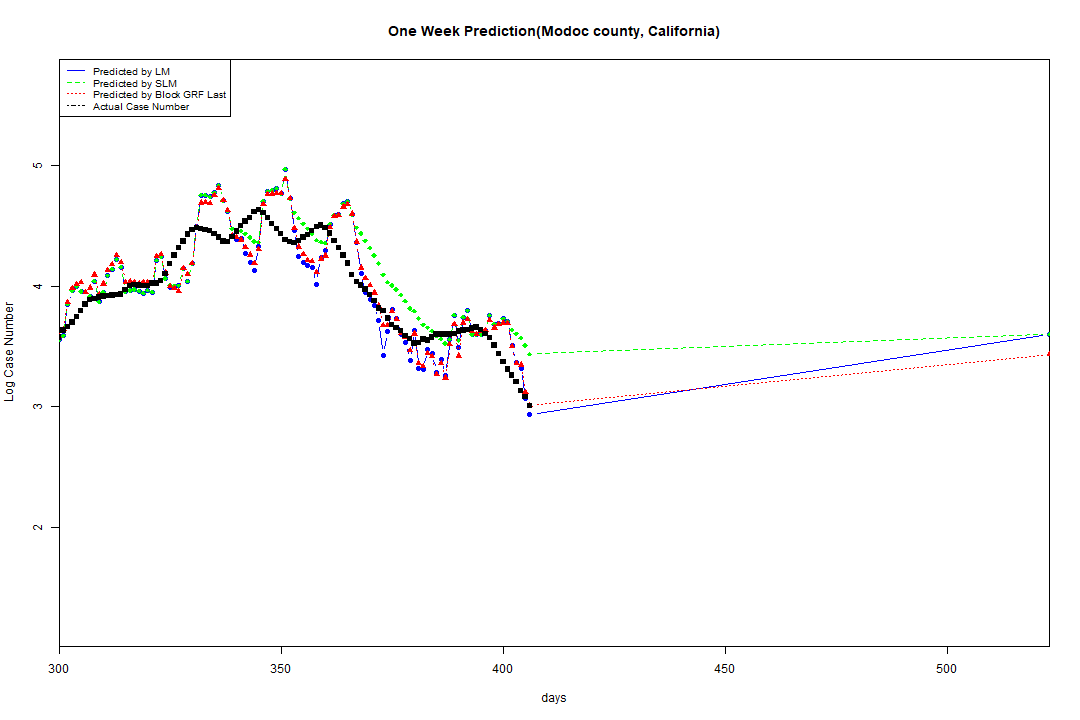 One Week Prediction(Modoc county, California)
Predicted by LM
Predicted by SLM
Predicted by Block GRF Last
Actual Case Number
5
4
3
2
Log Case Number
300 350 400 450 500
days